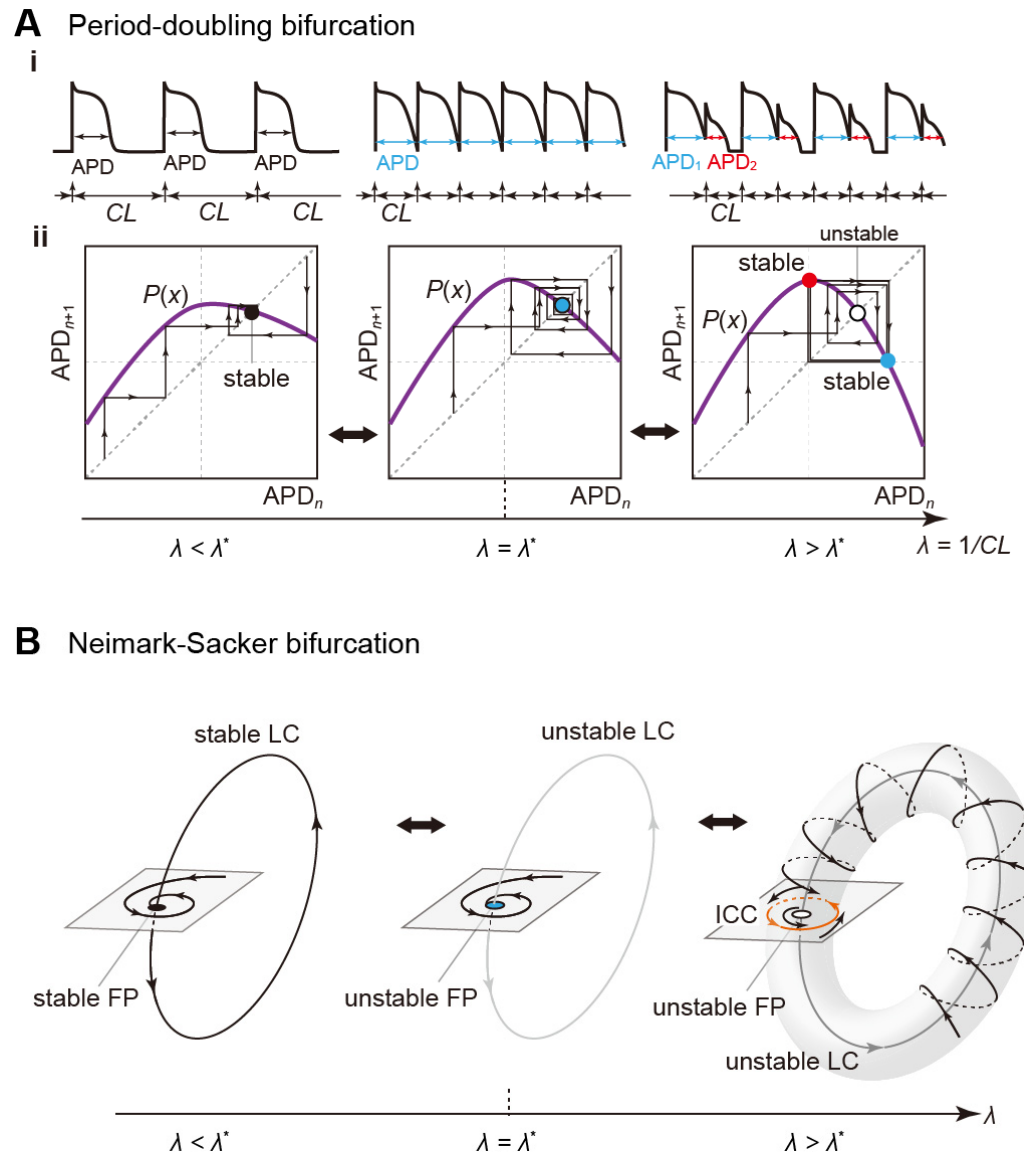 A Period-doubling bifurcation
i
APD APD APD APD APD₁ APD₂
CL CL CL CL CL
ii
unstable
stable
P(x) P(x) P(x)
APDₙ₊₁ APDₙ₊₁ APDₙ₊₁
stable stable
APDₙ APDₙ APDₙ
λ < λ* λ = λ* λ > λ* λ = 1/CL
B Neimark-Sacker bifurcation
stable LC unstable LC
ICC
stable FP unstable FP unstable FP
unstable LC
λ
λ < λ* λ = λ* λ > λ*